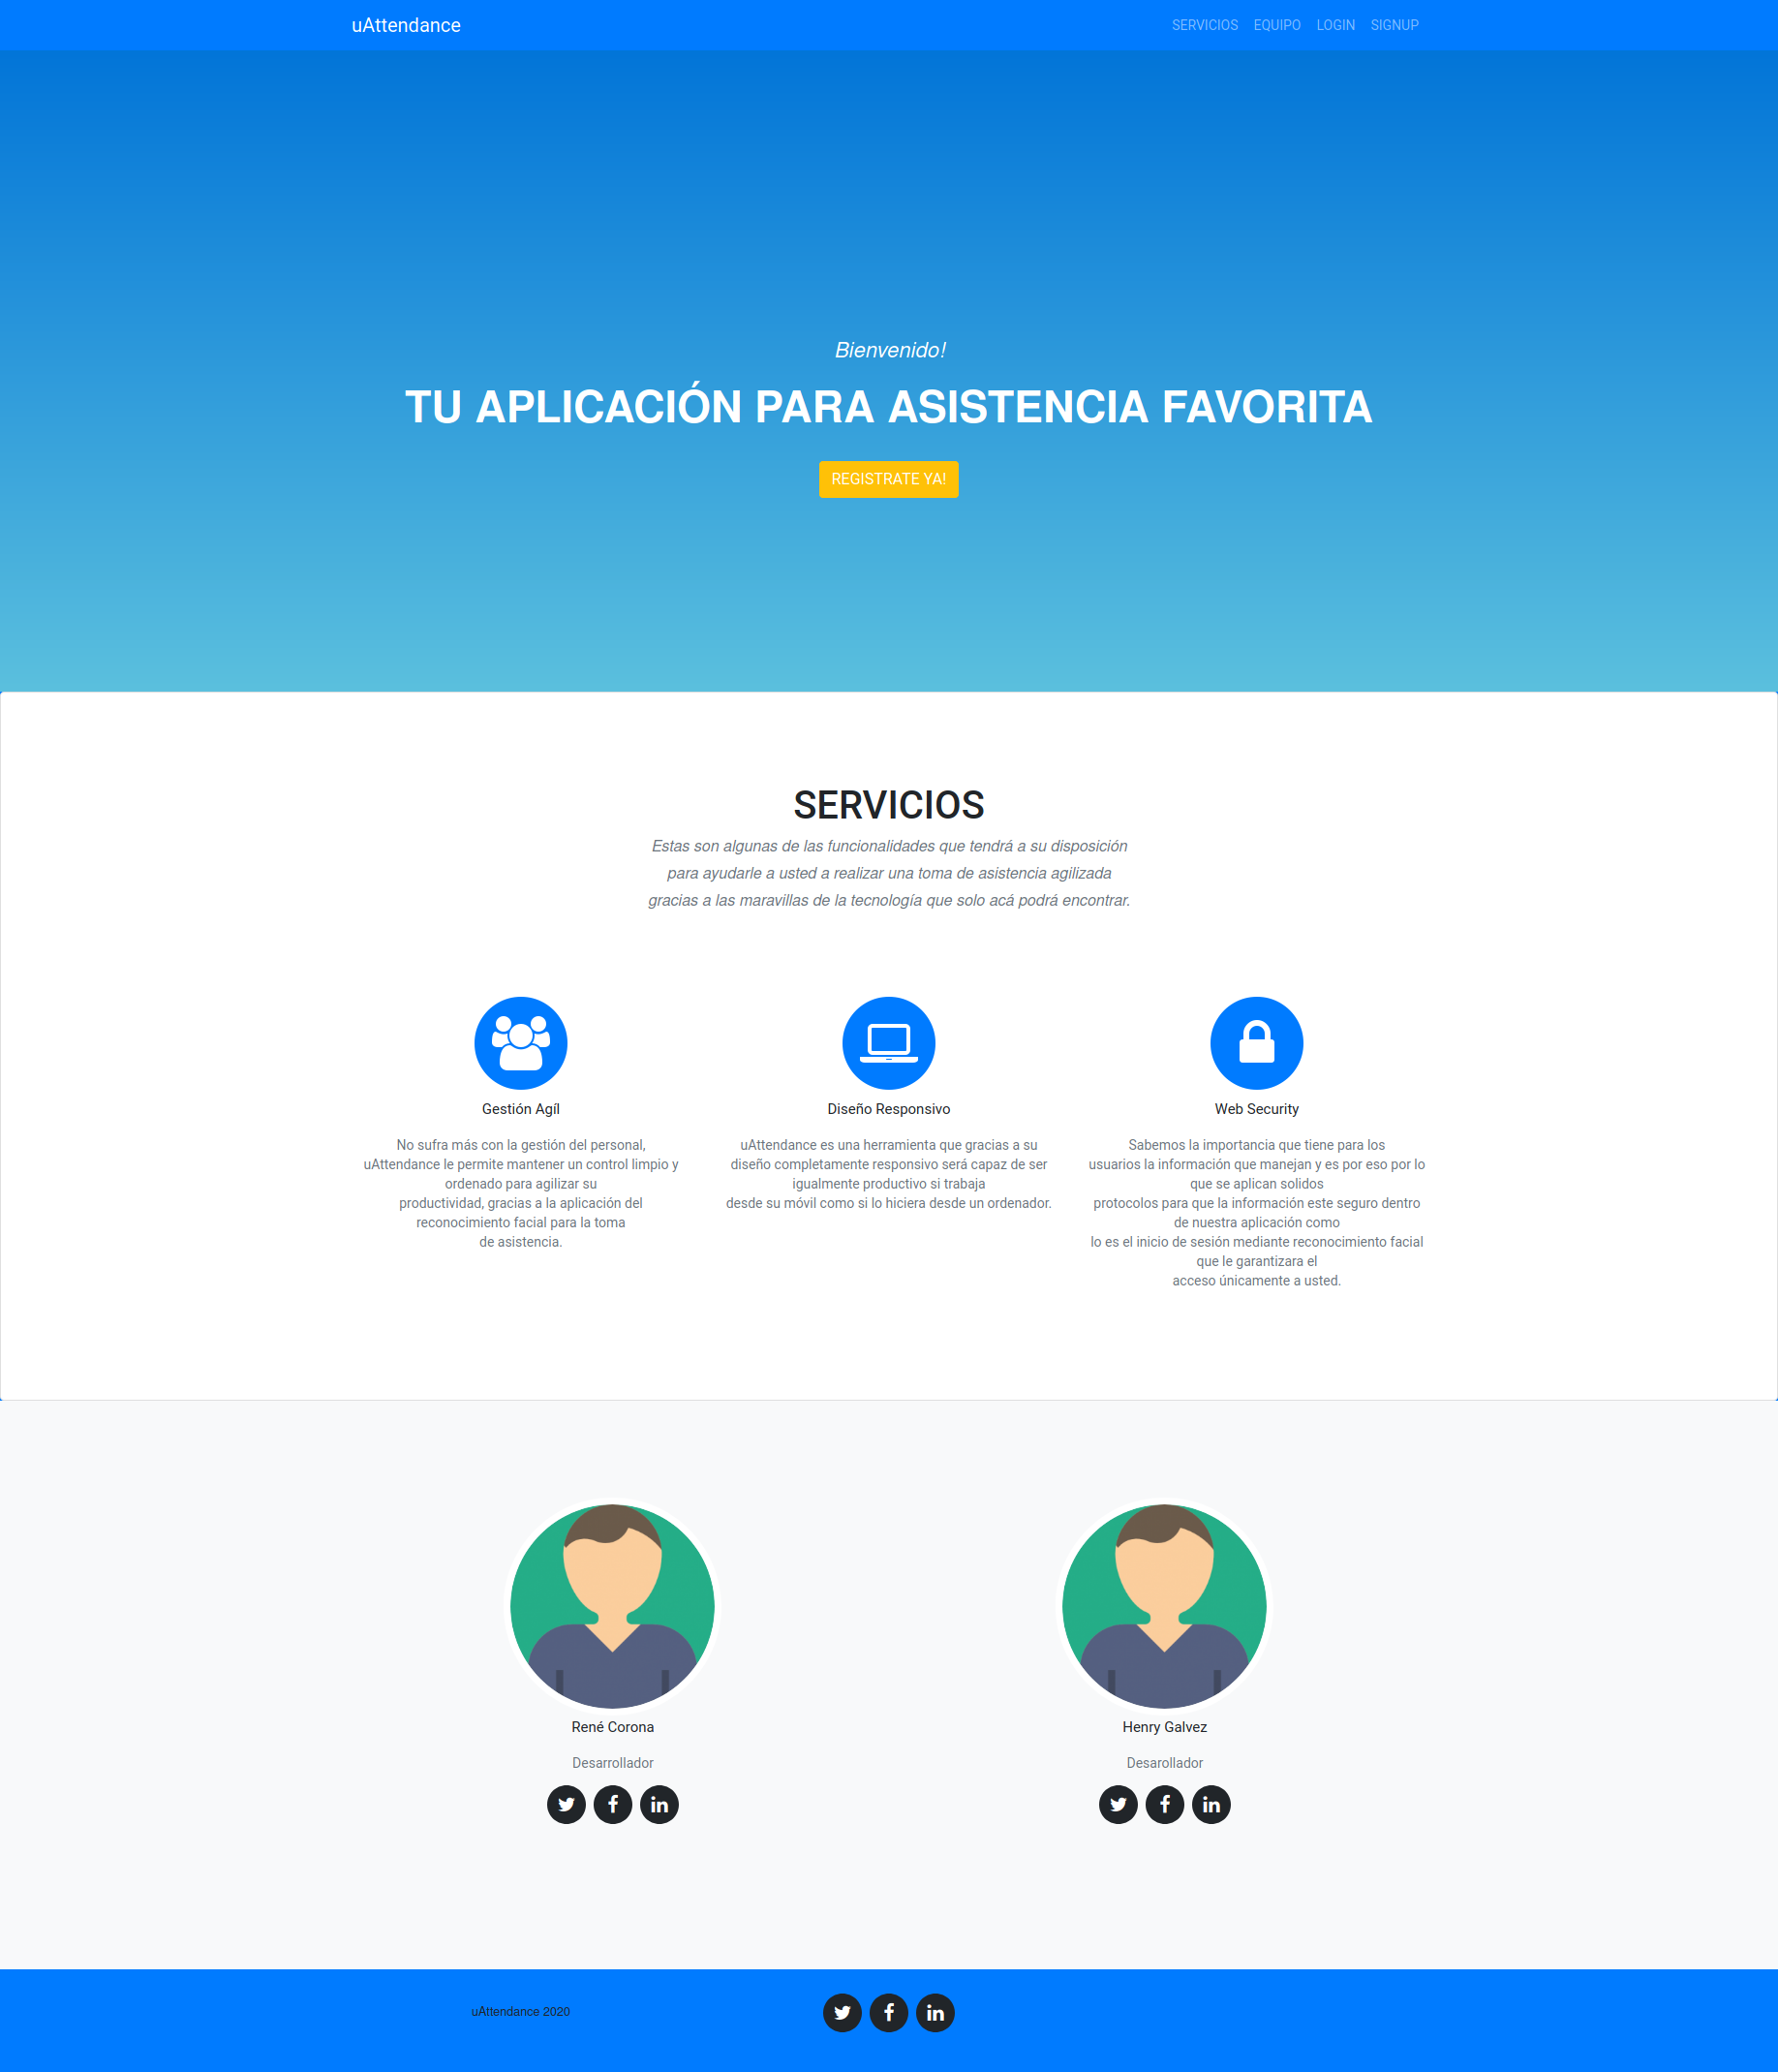 uAttendance
SERVICIOS EQUIPO LOGIN SIGNUP
Bienvenido!
TU APLICACIÓN PARA ASISTENCIA FAVORITA
REGISTRATE YA!
SERVICIOS
Estas son algunas de las funcionalidades que tendrá a su disposición
para ayudarle a usted a realizar una toma de asistencia agilizada
gracias a las maravillas de la tecnología que solo acá podrá encontrar.
Gestión Agíl
No sufra más con la gestión del personal,
uAttendance le permite mantener un control limpio y
ordenado para agilizar su
productividad, gracias a la aplicación del
reconocimiento facial para la toma
de asistencia.
Diseño Responsivo
uAttendance es una herramienta que gracias a su
diseño completamente responsivo será capaz de ser
igualmente productivo si trabaja
desde su móvil como si lo hiciera desde un ordenador.
Web Security
Sabemos la importancia que tiene para los
usuarios la información que manejan y es por eso por lo
que se aplican solidos
protocolos para que la información este seguro dentro
de nuestra aplicación como
lo es el inicio de sesión mediante reconocimiento facial
que le garantizara el
acceso únicamente a usted.
René Corona
Desarrollador
Henry Galvez
Desarollador
uAttendance 2020